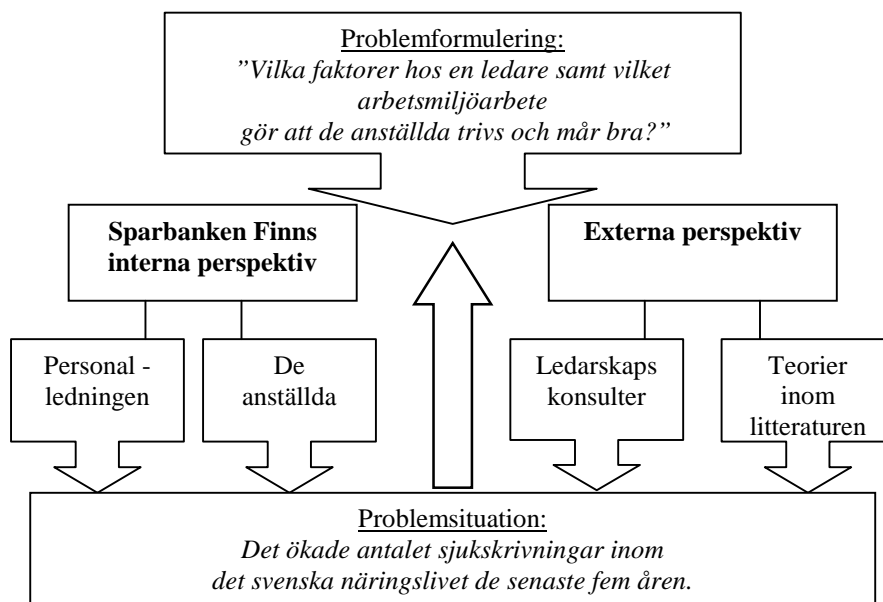 Problemformulering:
”Vilka faktorer hos en ledare samt vilket
arbetsmiljöarbete
gör att de anställda trivs och mår bra?”
Sparbanken Finns
interna perspektiv
Externa perspektiv
Personal -
ledningen
De
anställda
Ledarskaps
konsulter
Teorier
inom
litteraturen
Problemsituation:
Det ökade antalet sjukskrivningar inom
det svenska näringslivet de senaste fem åren.